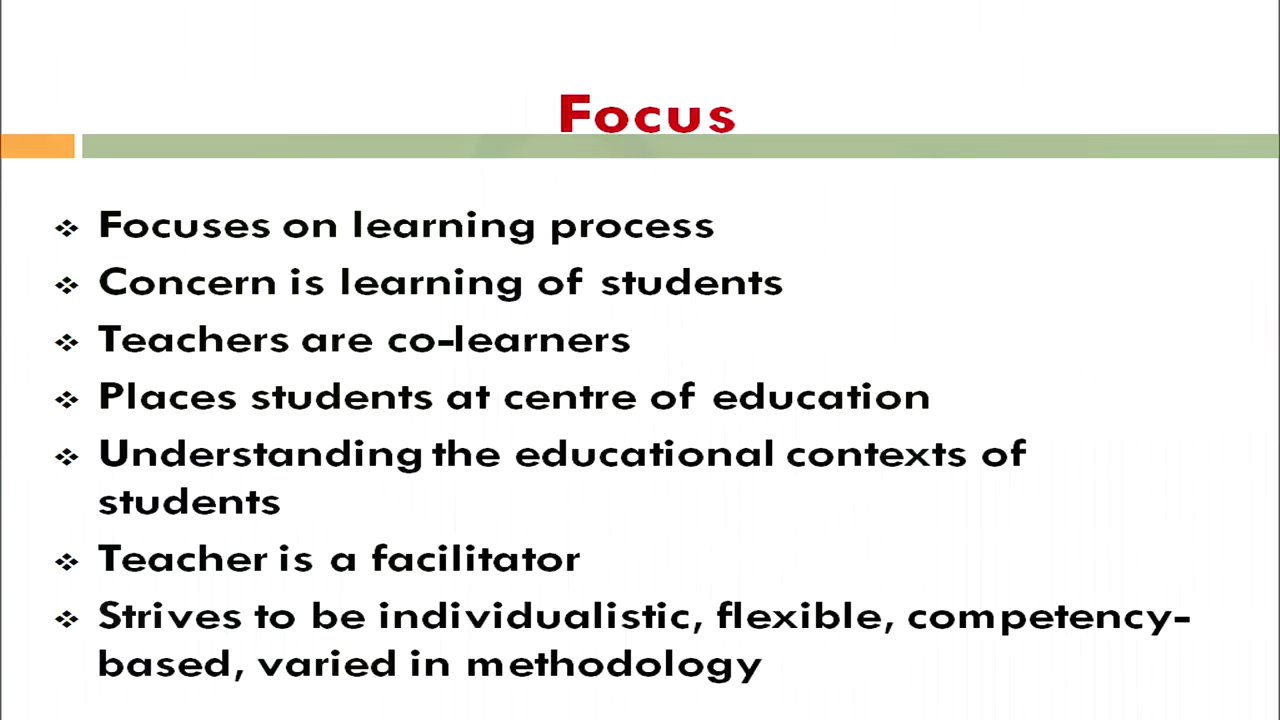 Focus
❖ Focuses on learning process
❖ Concern is learning of students
❖ Teachers are co-learners
❖ Places students at centre of education
❖ Understanding the educational contexts of
students
❖ Teacher is a facilitator
❖ Strives to be individualistic, flexible, competency-
based, varied in methodology